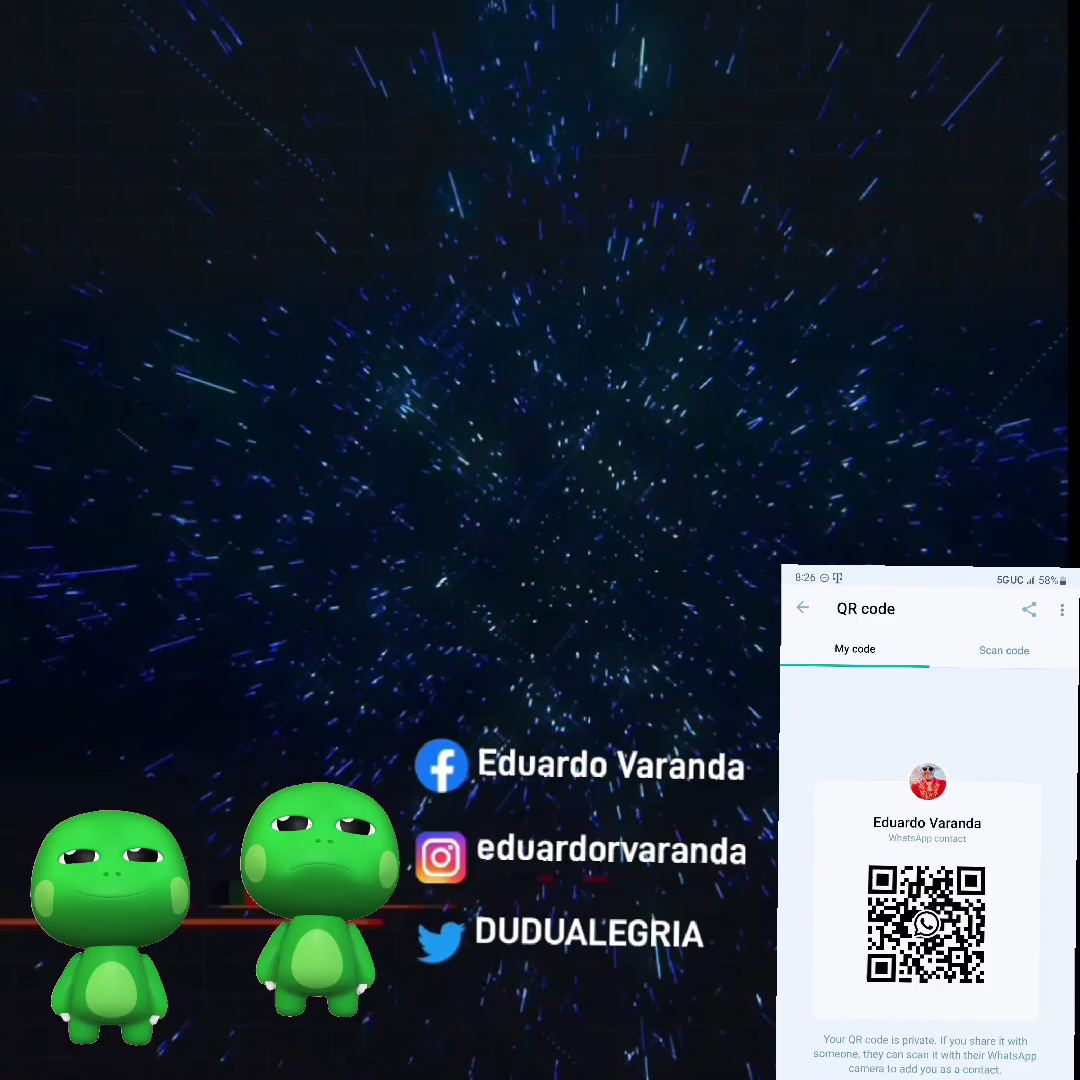 8:26
5GUC 58%
QR code
My code
Scan code
Eduardo Varanda
WhatsApp contact
Your QR code is private. If you share it with
someone, they can scan it with their WhatsApp
camera to add you as a contact.
Eduardo Varanda
eduardorvaranda
DUDUALEGRIA